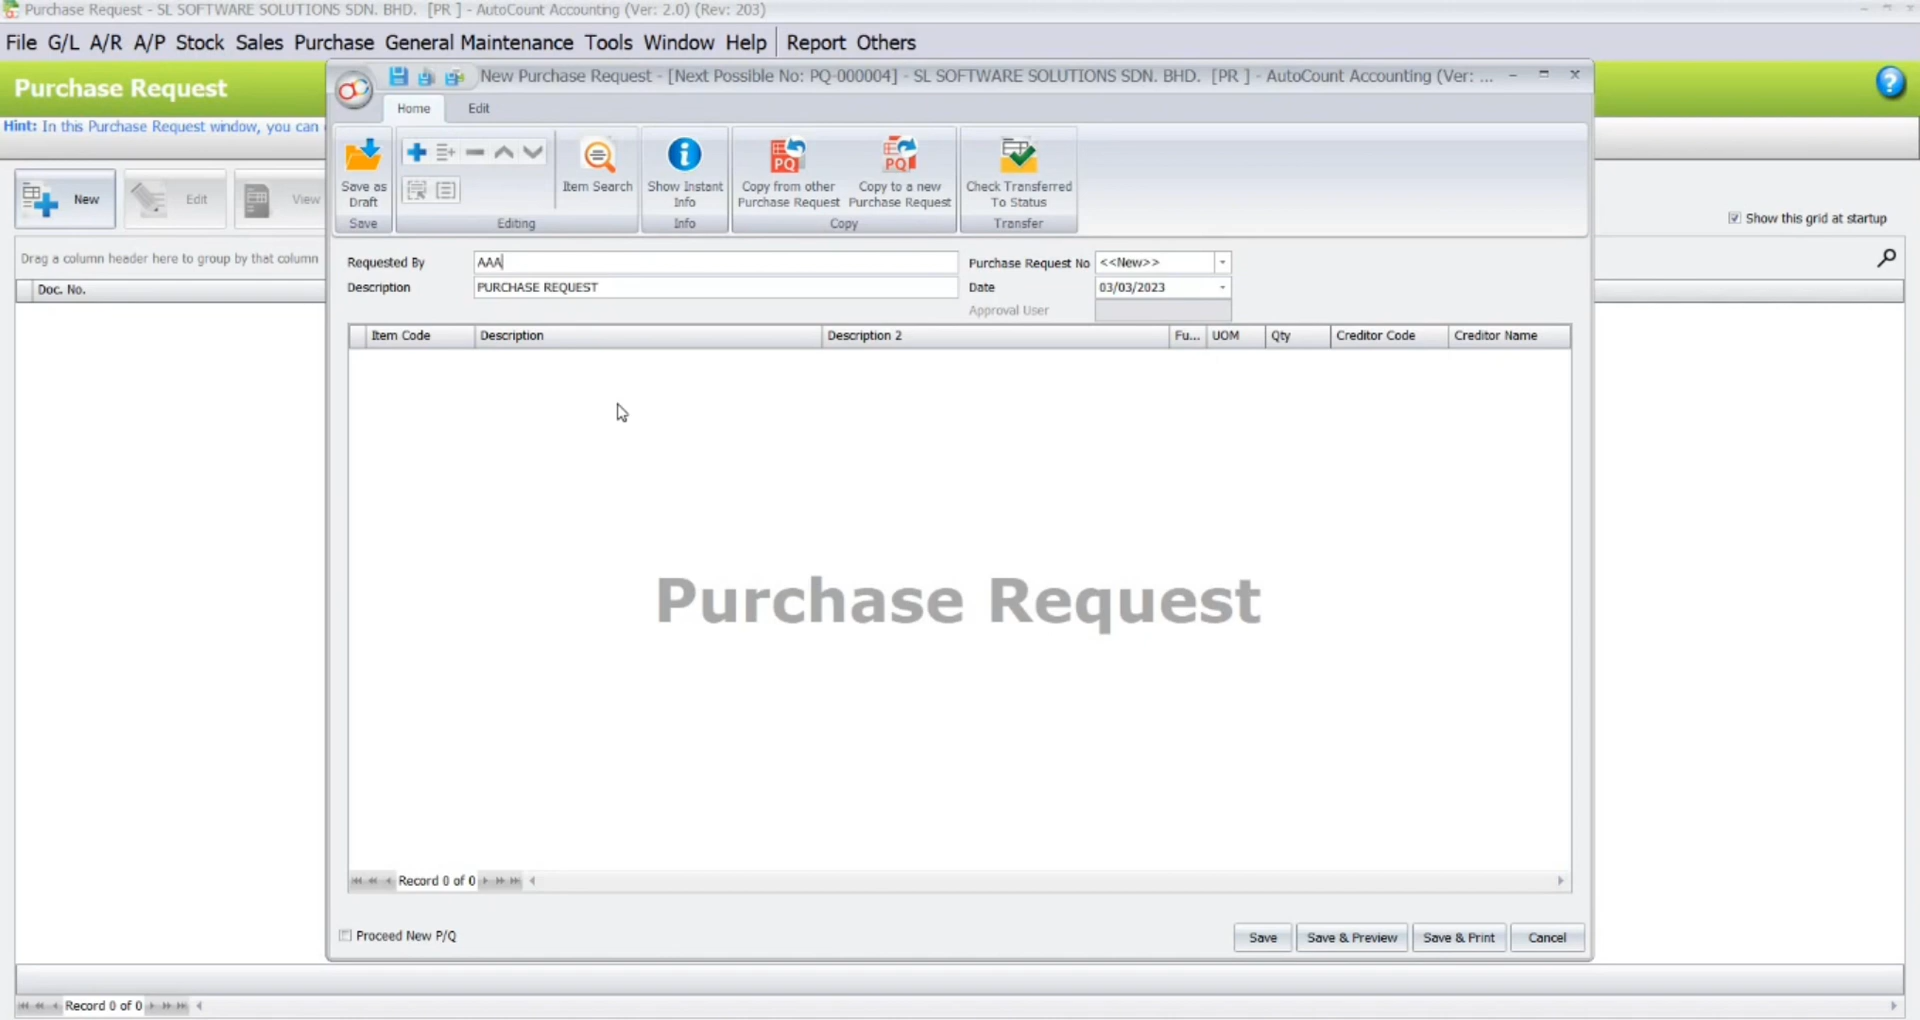 Purchase Request - SL SOFTWARE SOLUTIONS SDN. BHD. [PR ] - AutoCount Accounting (Ver: 2.0) (Rev: 203)
File G/L A/R A/P Stock Sales Purchase General Maintenance Tools Window Help Report Others
Purchase Request
Hint: In this Purchase Request window, you can
New Edit View
Show this grid at startup
Drag a column header here to group by that column
Doc. No.
New Purchase Request - [Next Possible No: PQ-000004] - SL SOFTWARE SOLUTIONS SDN. BHD. [PR ] - AutoCount Accounting (Ver: ...
Home Edit
Save as Draft
Item Search
Show Instant Info
PQ
Copy from other Purchase Request
PQ
Copy to a new Purchase Request
Check Transferred To Status
Save Editing Info Copy Transfer
Requested By AAA Purchase Request No <<New>>
Description PURCHASE REQUEST Date 03/03/2023
Approval User
Item Code Description Description 2 Fu... UOM Qty Creditor Code Creditor Name
Purchase Request
Record 0 of 0
Proceed New P/Q
Save Save & Preview Save & Print Cancel
Record 0 of 0